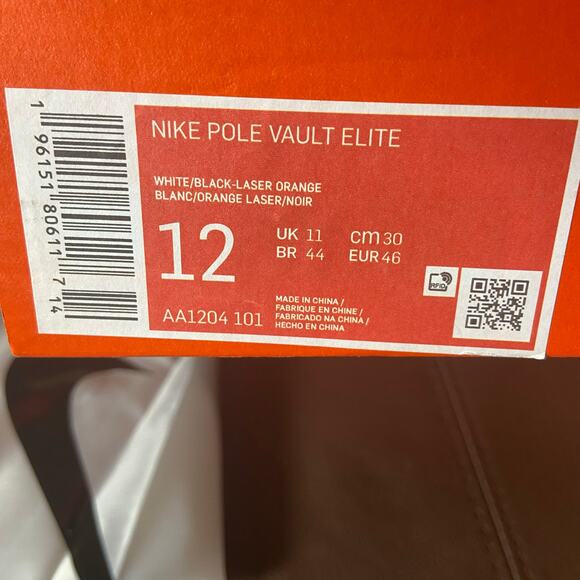 NIKE POLE VAULT ELITE
WHITE/BLACK-LASER ORANGE
BLANC/ORANGE LASER/NOIR
12
UK 11 cm 30
BR 44 EUR 46
AA1204 101
MADE IN CHINA /
FABRIQUE EN CHINE /
FABRICADO NA CHINA /
HECHO EN CHINA
RFID
1 96151 80611 7 14